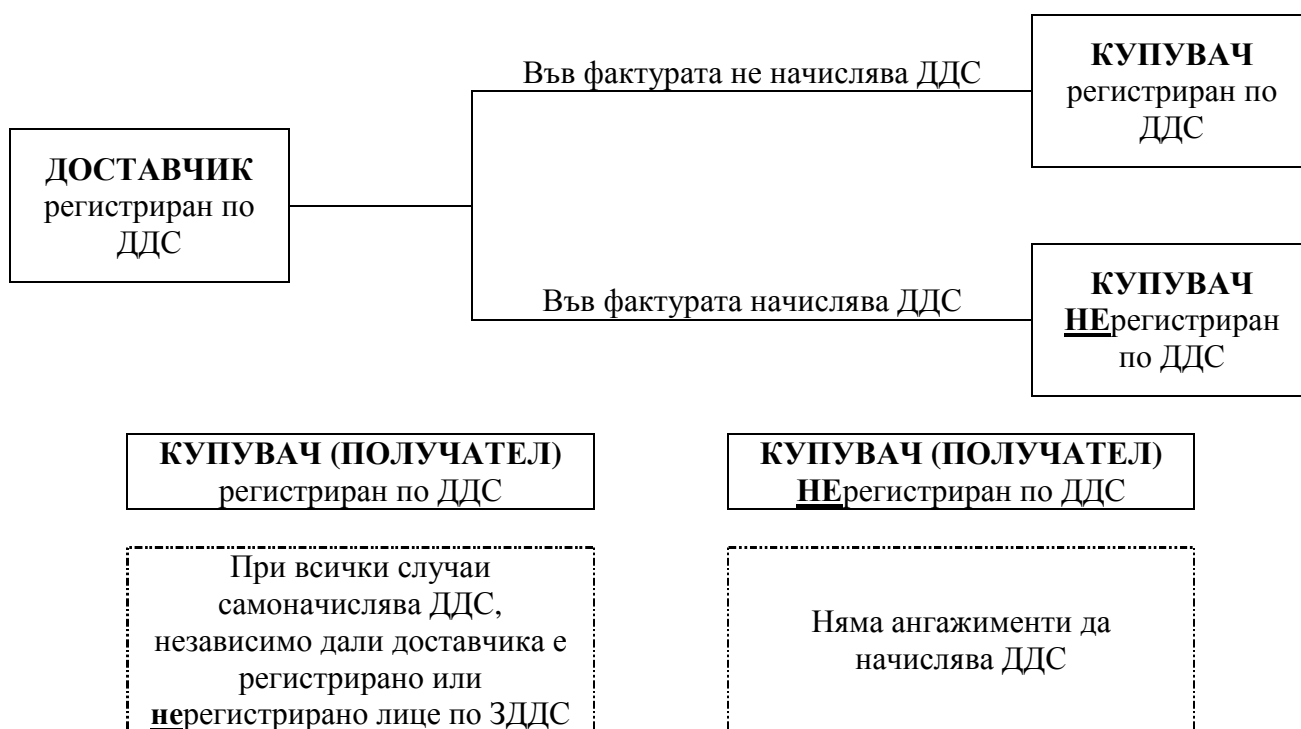 Във фактурата не начислява ДДС
КУПУВАЧ
регистриран по
ДДС
ДОСТАВЧИК
регистриран по
ДДС
Във фактурата начислява ДДС
КУПУВАЧ
НЕрегистриран
по ДДС
КУПУВАЧ (ПОЛУЧАТЕЛ)
регистриран по ДДС
КУПУВАЧ (ПОЛУЧАТЕЛ)
НЕрегистриран по ДДС
При всички случаи
самоначислява ДДС,
независимо дали доставчика е
регистрирано или
нерегистрирано лице по ЗДДС
Няма ангажименти да
начислява ДДС